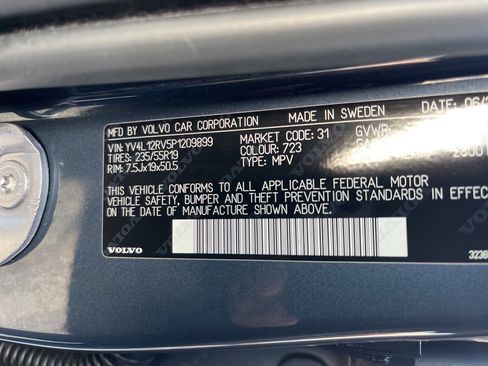 MFD BY VOLVO CAR CORPORATION MADE IN SWEDEN DATE: 06/
VIN: YV4L12RV5P1209899 MARKET CODE: 31 GVWR:
TIRES: 235/55R19 COLOUR: 723
RIM: 7.5Jx19x50.5 TYPE: MPV
THIS VEHICLE CONFORMS TO ALL APPLICABLE FEDERAL MOTOR
VEHICLE SAFETY, BUMPER AND THEFT PREVENTION STANDARDS IN EFFEC
ON THE DATE OF MANUFACTURE SHOWN ABOVE.
VOLVO 3236